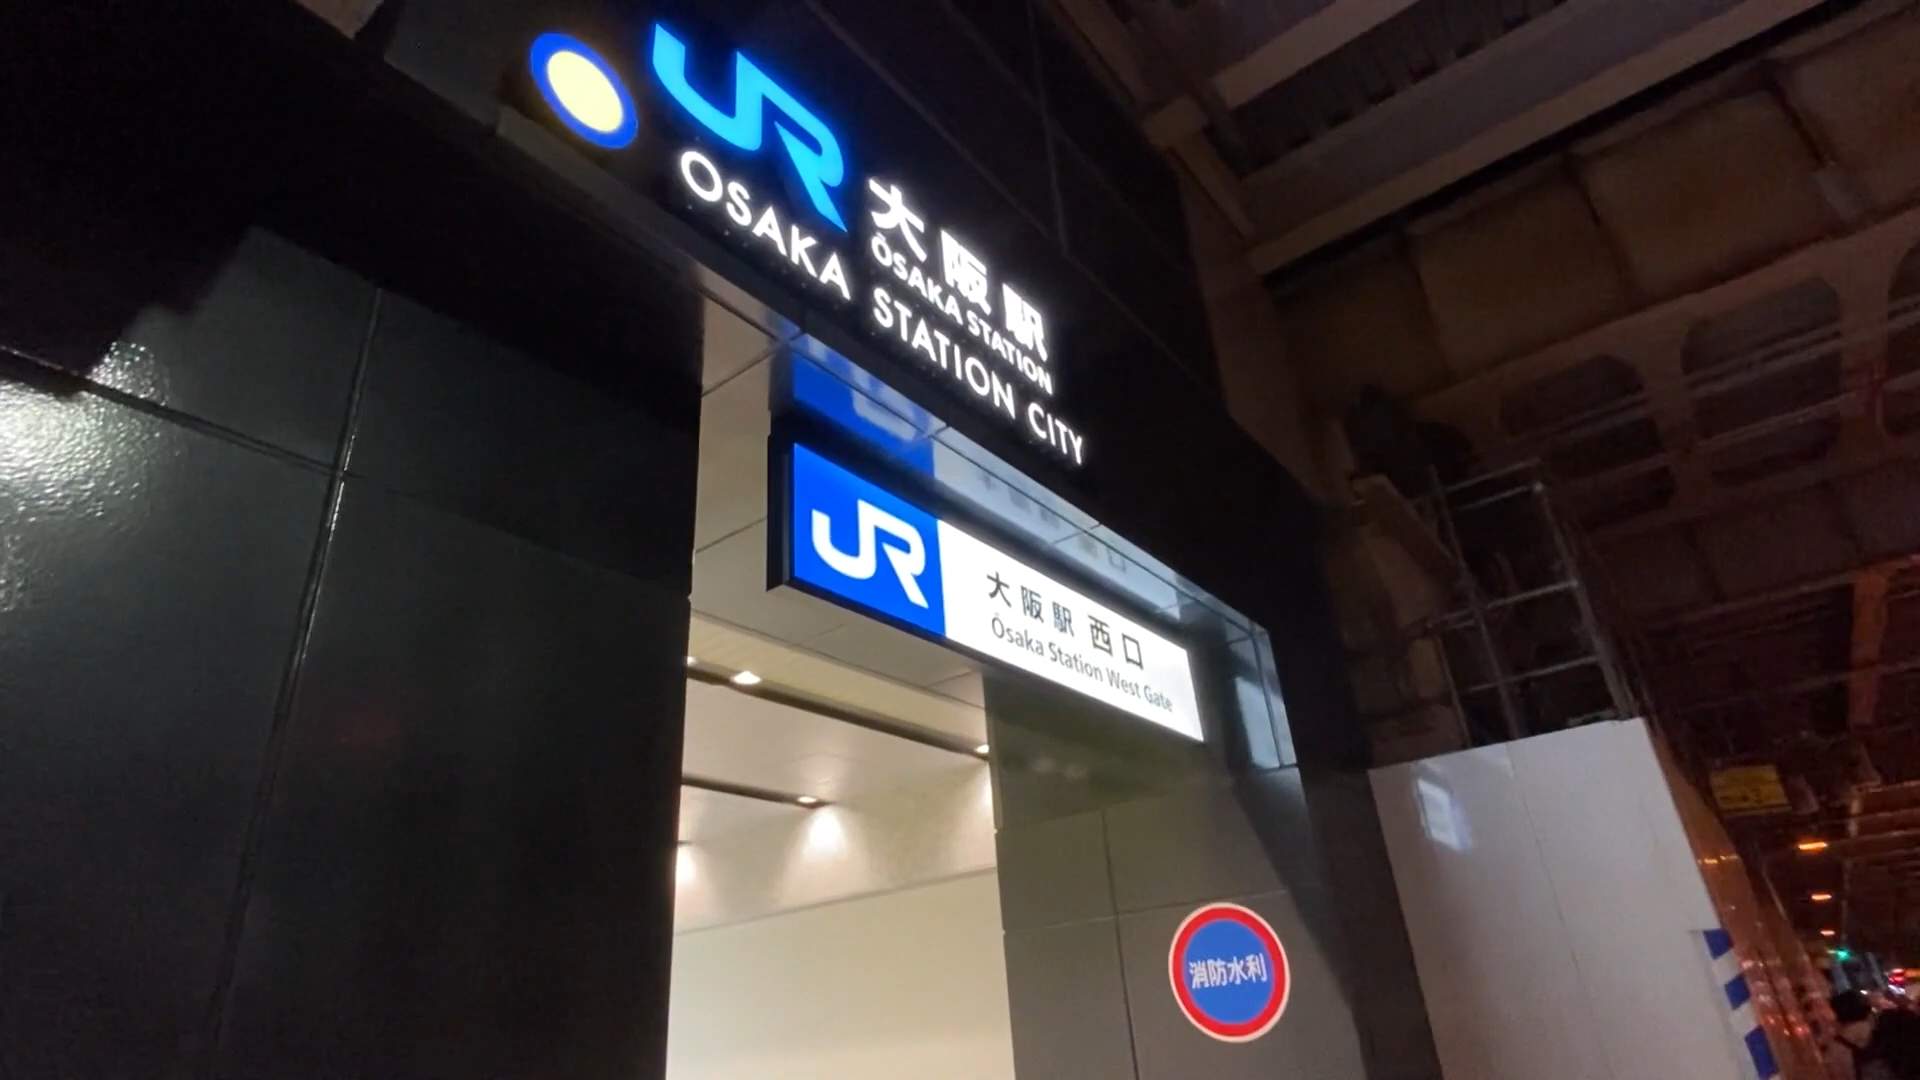 JR
大阪駅
ŌSAKA STATION
OSAKA STATION CITY
JR
大阪駅 西口
Ōsaka Station West Gate
消防水利